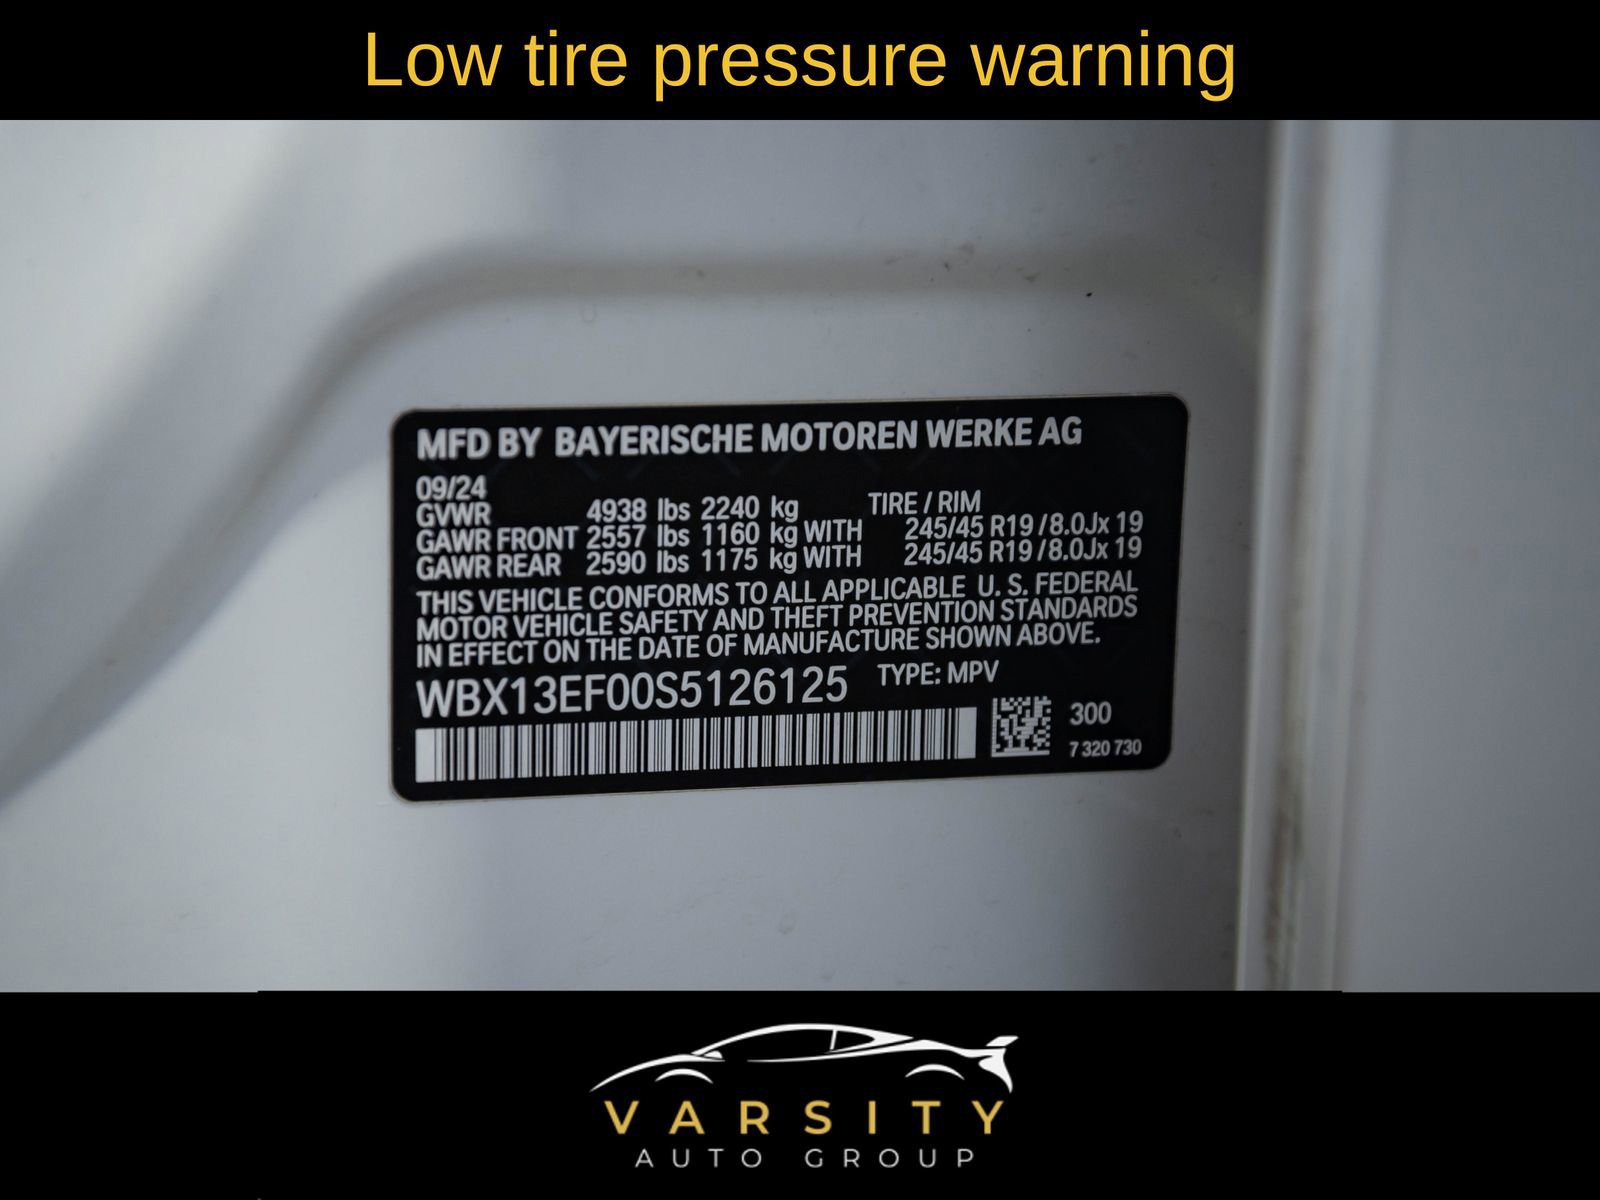 Low tire pressure warning
MFD BY BAYERISCHE MOTOREN WERKE AG
09/24
GVWR 4938 lbs 2240 kg TIRE / RIM
GAWR FRONT 2557 lbs 1160 kg WITH 245/45 R19 / 8.0Jx 19
GAWR REAR 2590 lbs 1175 kg WITH 245/45 R19 / 8.0Jx 19
THIS VEHICLE CONFORMS TO ALL APPLICABLE U. S. FEDERAL
MOTOR VEHICLE SAFETY AND THEFT PREVENTION STANDARDS
IN EFFECT ON THE DATE OF MANUFACTURE SHOWN ABOVE.
WBX13EF00S5126125 TYPE: MPV
300
7 320 730
VARSITY
AUTO GROUP